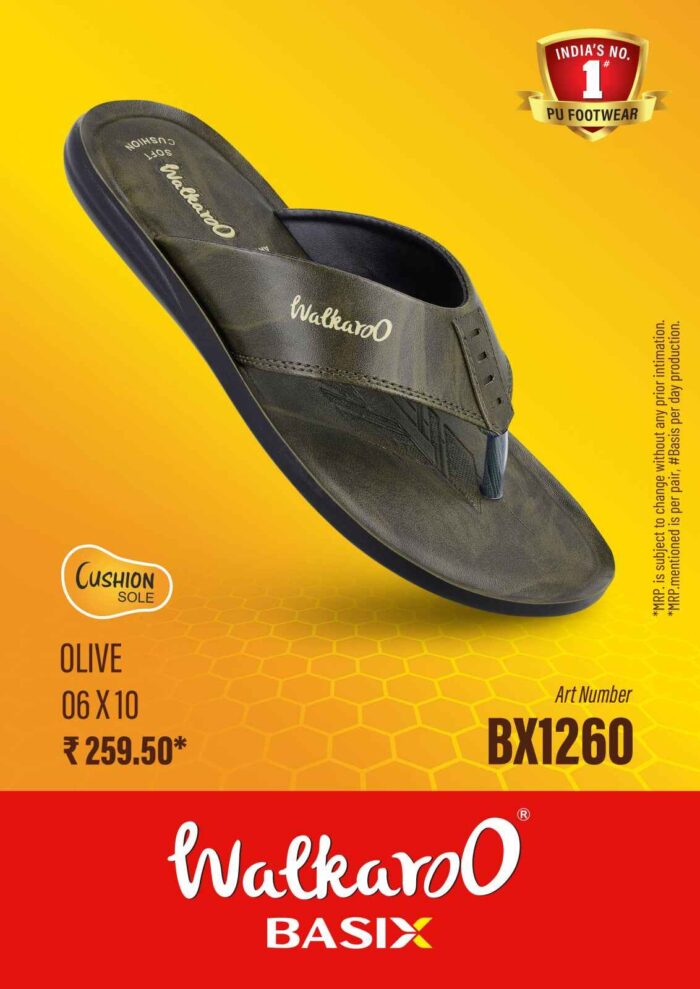 INDIA'S NO.
1#
PU FOOTWEAR
SOFT
CUSHION
Walkaroo
Walkaroo
*MRP. is subject to change without any prior intimation.
*MRP.mentioned is per pair, #Basis per day production.
CUSHION
SOLE
OLIVE
06 X 10
₹ 259.50*
Art Number
BX1260
Walkaroo®
BASIX